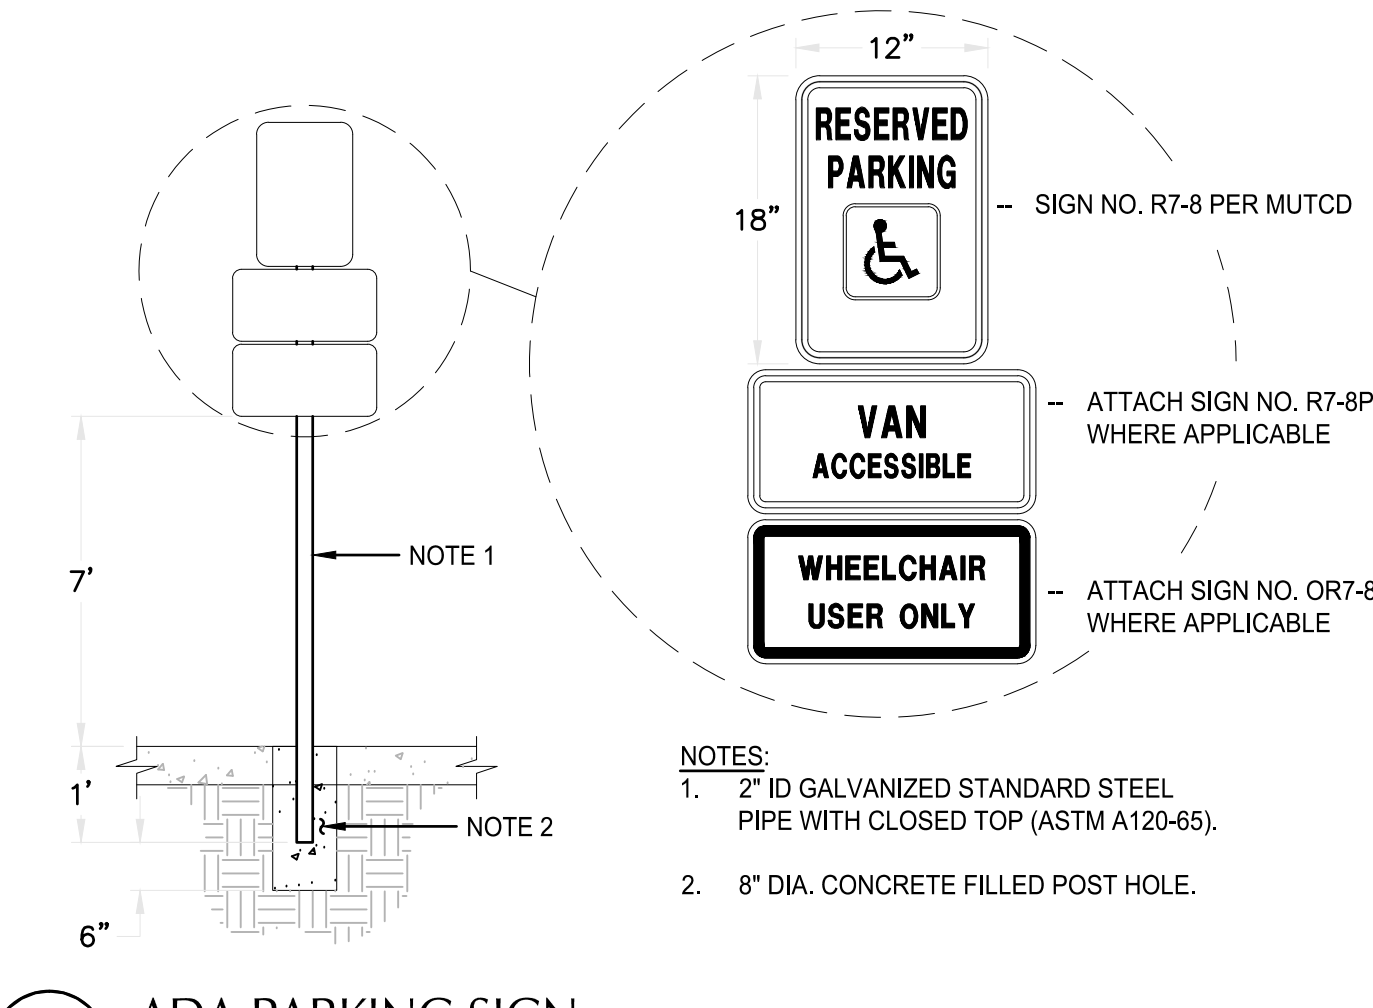 12”
18”
RESERVED
PARKING
-- SIGN NO. R7-8 PER MUTCD
VAN
ACCESSIBLE
-- ATTACH SIGN NO. R7-8P
WHERE APPLICABLE
WHEELCHAIR
USER ONLY
-- ATTACH SIGN NO. OR7-8
WHERE APPLICABLE
7’
NOTE 1
1’
NOTE 2
6”
NOTES:
1. 2" ID GALVANIZED STANDARD STEEL
PIPE WITH CLOSED TOP (ASTM A120-65).
2. 8" DIA. CONCRETE FILLED POST HOLE.
ADA PARKING SIGN